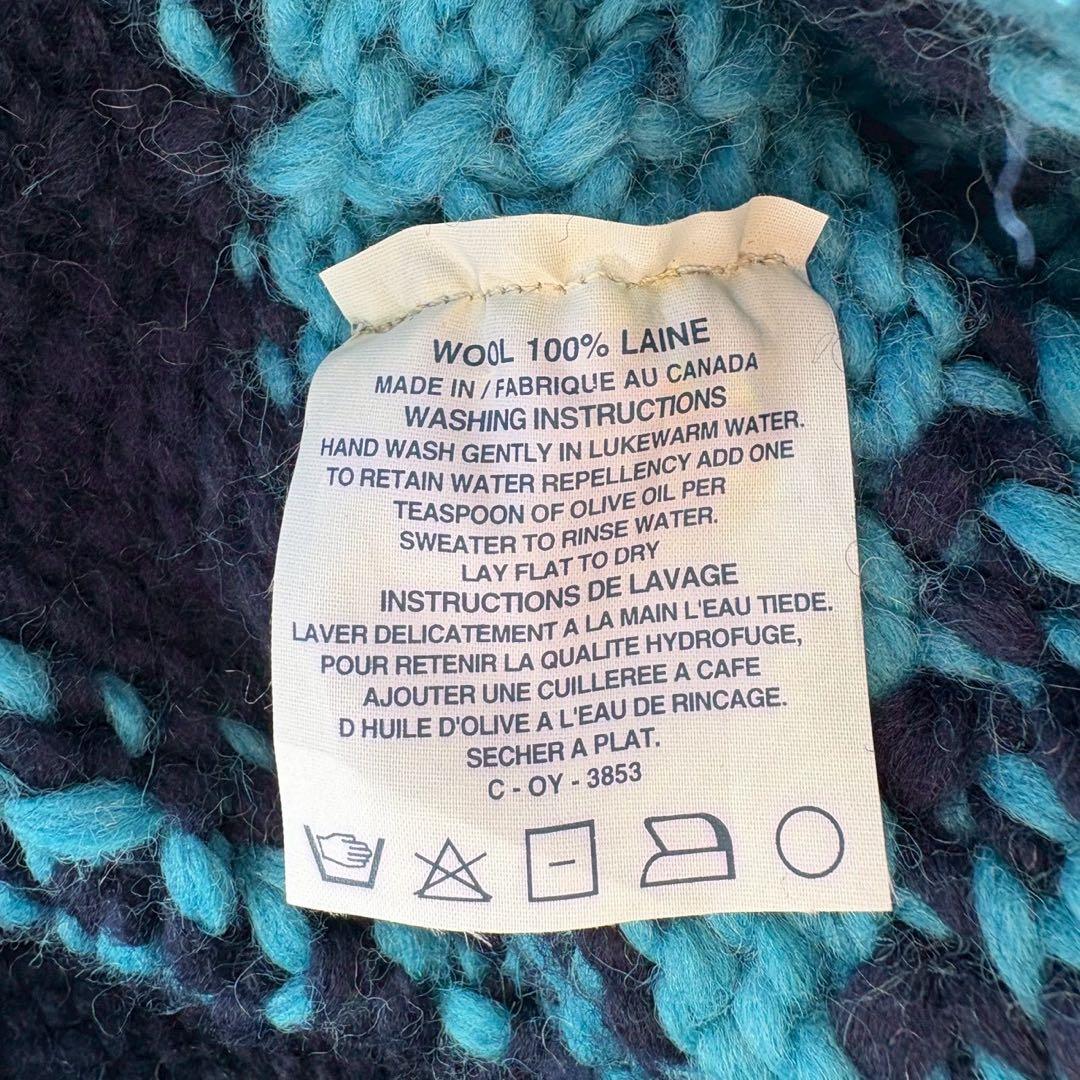 WOOL 100% LAINE
MADE IN / FABRIQUE AU CANADA
WASHING INSTRUCTIONS
HAND WASH GENTLY IN LUKEWARM WATER.
TO RETAIN WATER REPELLENCY ADD ONE
TEASPOON OF OLIVE OIL PER
SWEATER TO RINSE WATER.
LAY FLAT TO DRY
INSTRUCTIONS DE LAVAGE
LAVER DELICATEMENT A LA MAIN L'EAU TIEDE.
POUR RETENIR LA QUALITE HYDROFUGE,
AJOUTER UNE CUILLEREE A CAFE
D HUILE D'OLIVE A L'EAU DE RINCAGE.
SECHER A PLAT.
C - OY - 3853